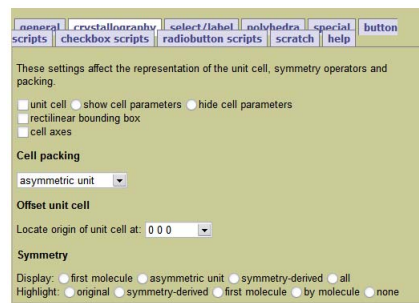 general crystallography select/label polyhedra special button
scripts checkbox scripts radiobutton scripts scratch help
These settings affect the representation of the unit cell, symmetry operators and
packing.
unit cell show cell parameters hide cell parameters
rectilinear bounding box
cell axes
Cell packing
asymmetric unit
Offset unit cell
Locate origin of unit cell at: 0 0 0
Symmetry
Display: first molecule asymmetric unit symmetry-derived all
Highlight: original symmetry-derived first molecule by molecule none